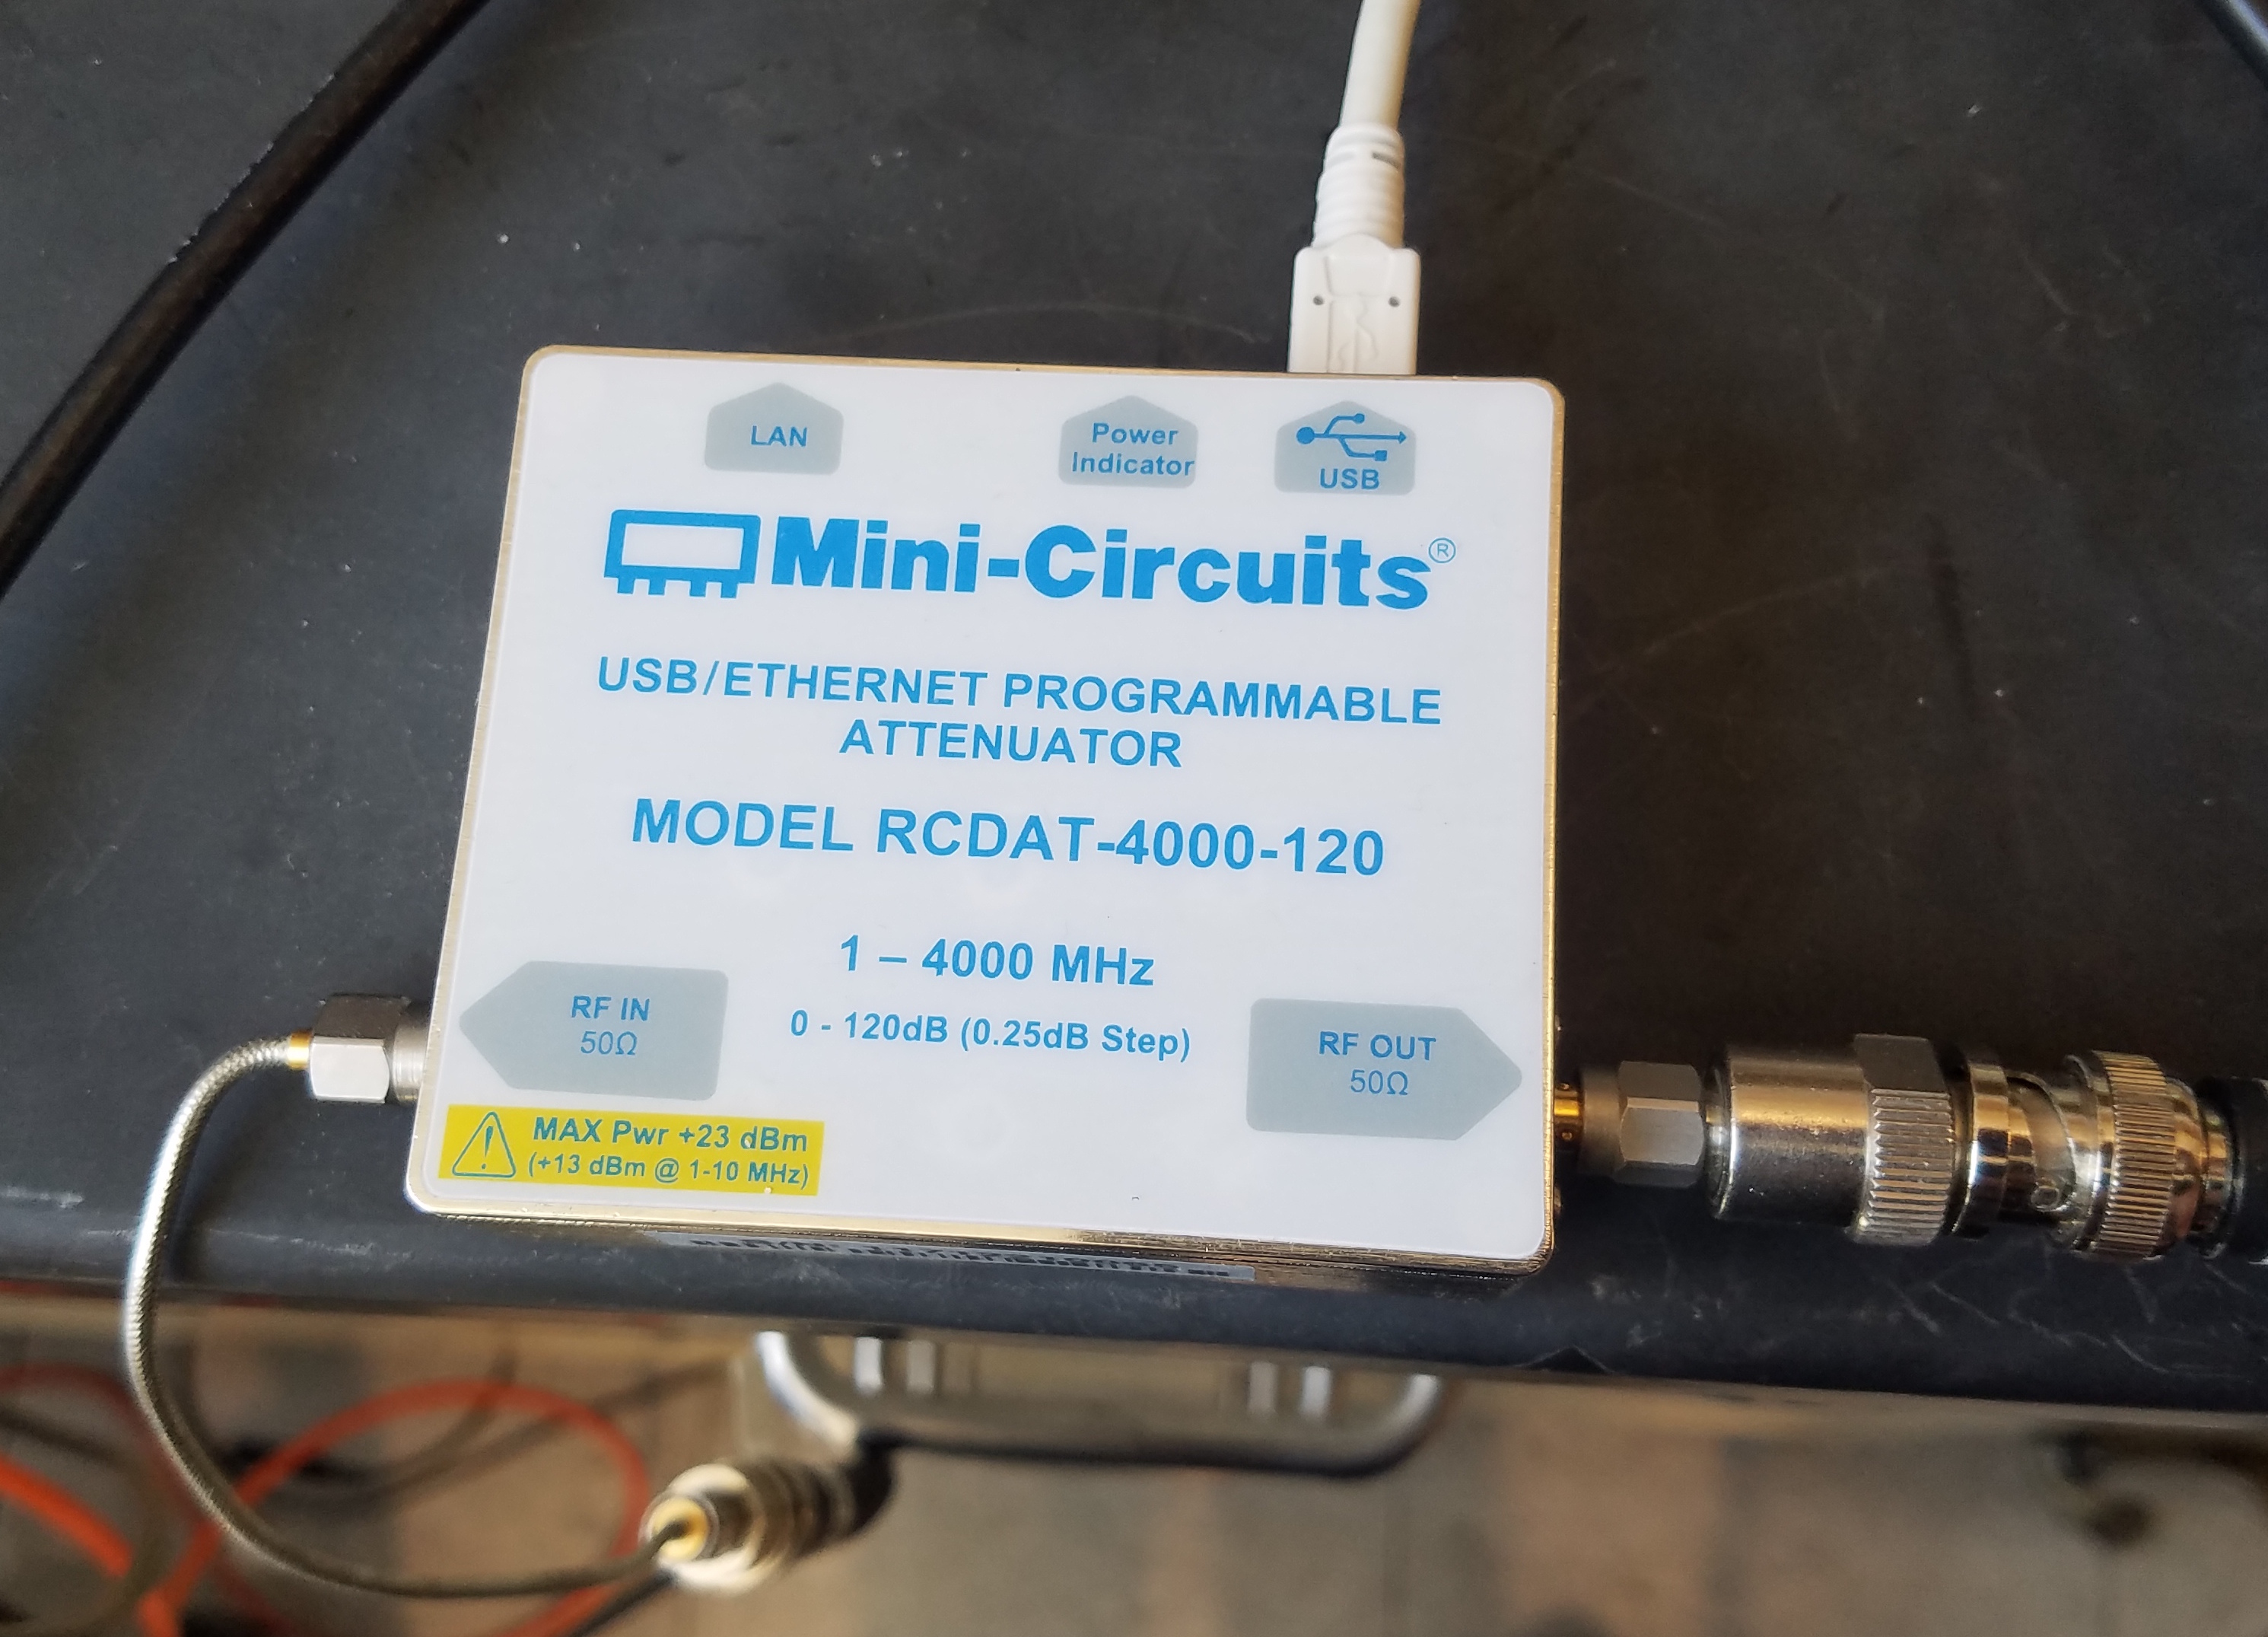 LAN
Power
Indicator
USB
Mini-Circuits®
USB/ETHERNET PROGRAMMABLE
ATTENUATOR
MODEL RCDAT-4000-120
1 – 4000 MHz
0 - 120dB (0.25dB Step)
RF IN
50Ω
RF OUT
50Ω
MAX Pwr +23 dBm
(+13 dBm @ 1-10 MHz)